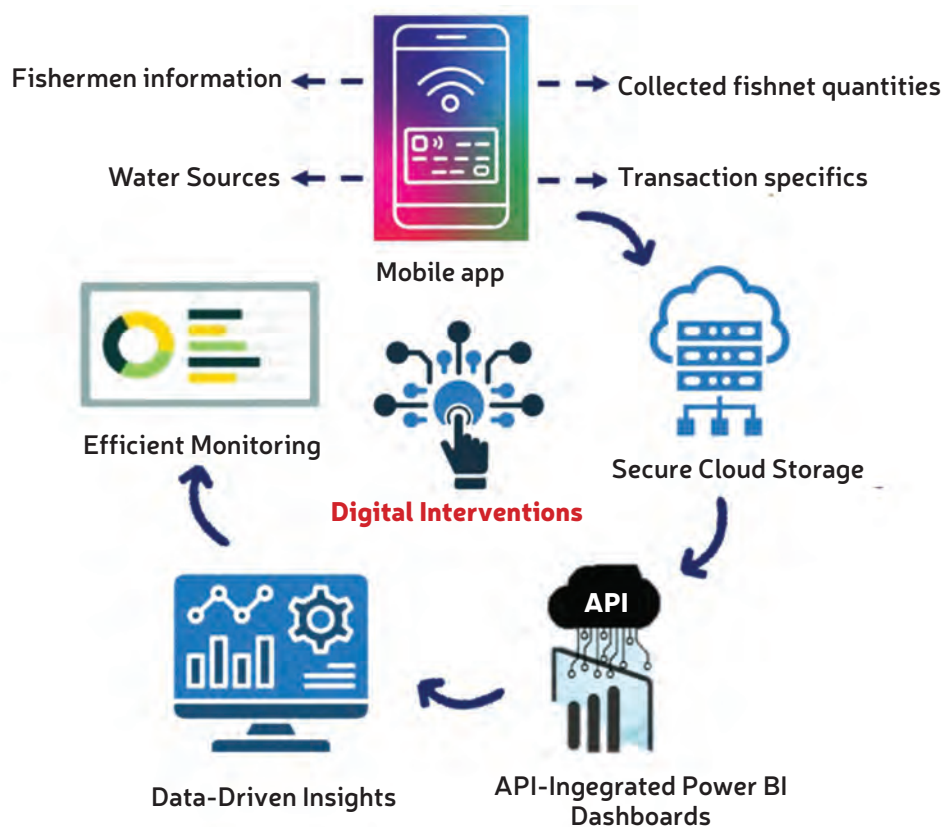 Fishermen information
Collected fishnet quantities
Water Sources
Transaction specifics
Mobile app
Efficient Monitoring
Secure Cloud Storage
Digital Interventions
API
Data-Driven Insights
API-Ingegrated Power BI
Dashboards